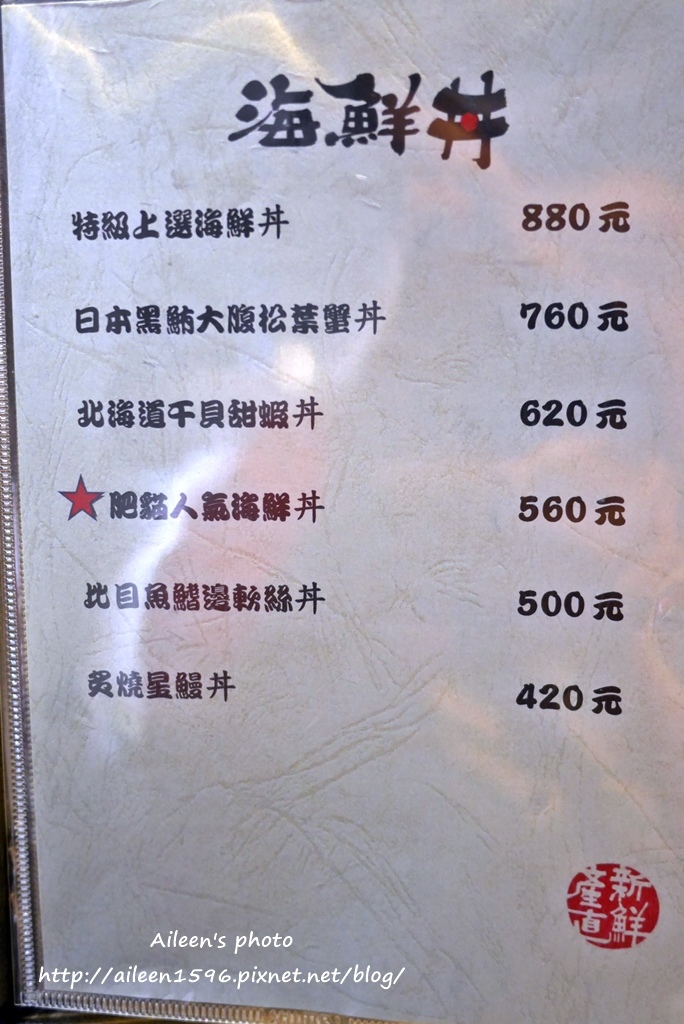 海鮮丼
特級上選海鮮丼 880元
日本黑鮪大腹松葉蟹丼 760元
北海道干貝甜蝦丼 620元
★肥貓人氣海鮮丼 560元
比目魚鰭邊軟絲丼 500元
炙燒星鰻丼 420元
新鮮
產直
Aileen's photo
http://aileen1596.pixnet.net/blog/